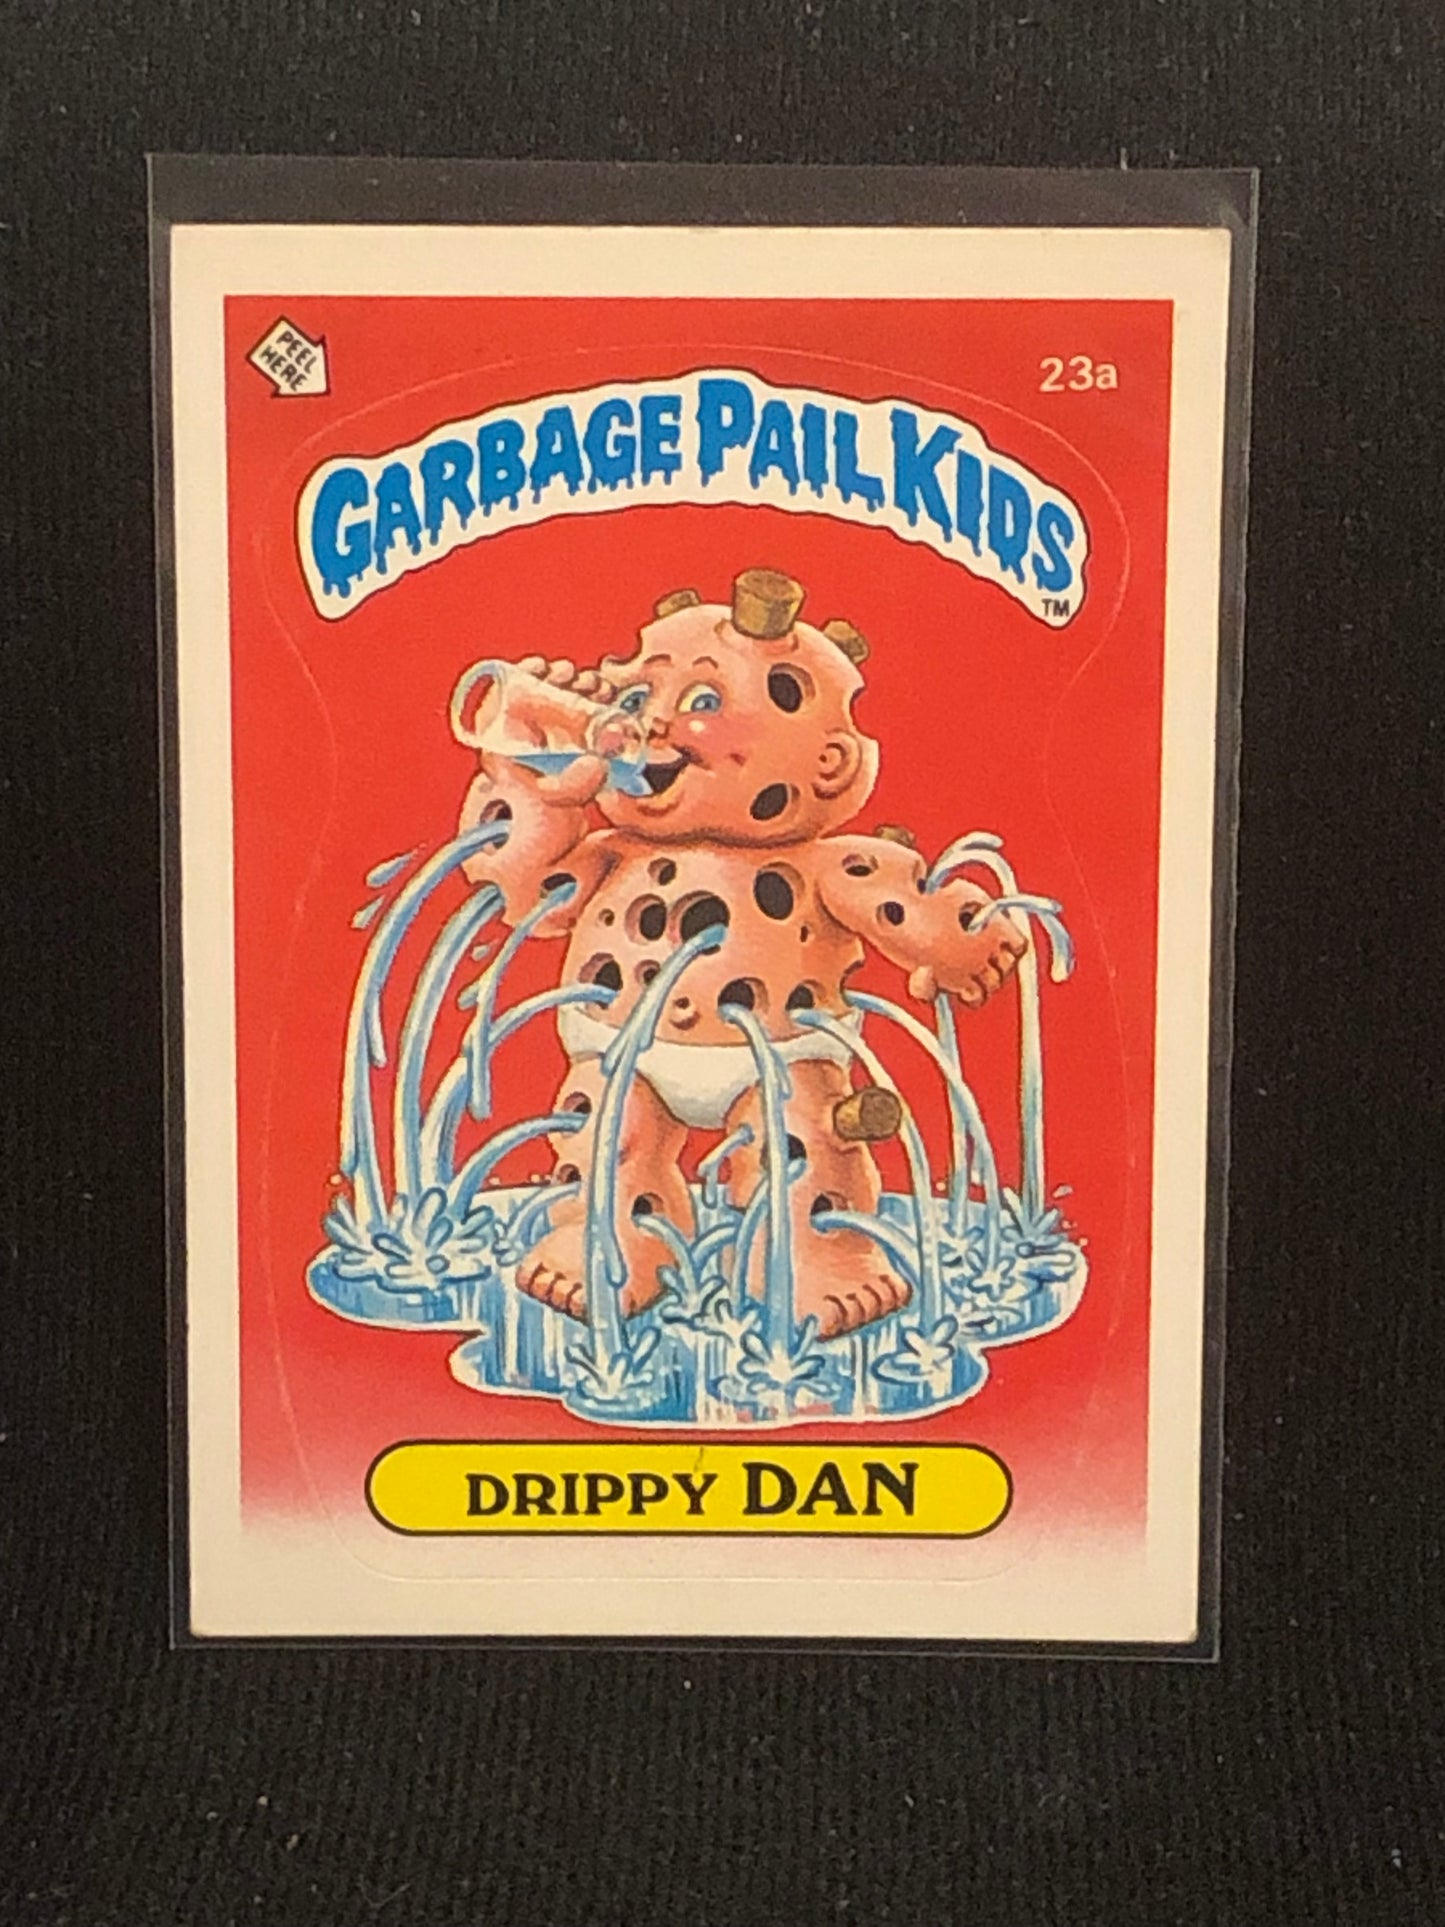 PEEL
HERE
23a
GARBAGE PAIL KIDS
TM
DRIPPY DAN